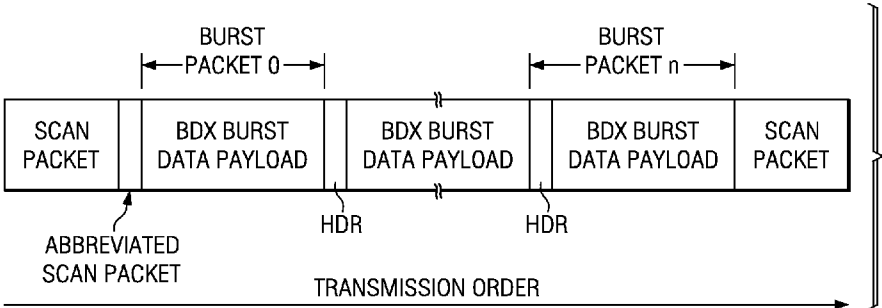 BURST
PACKET 0
BURST
PACKET n
SCAN
PACKET
BDX BURST
DATA PAYLOAD
BDX BURST
DATA PAYLOAD
BDX BURST
DATA PAYLOAD
SCAN
PACKET
HDR
HDR
ABBREVIATED
SCAN PACKET
TRANSMISSION ORDER